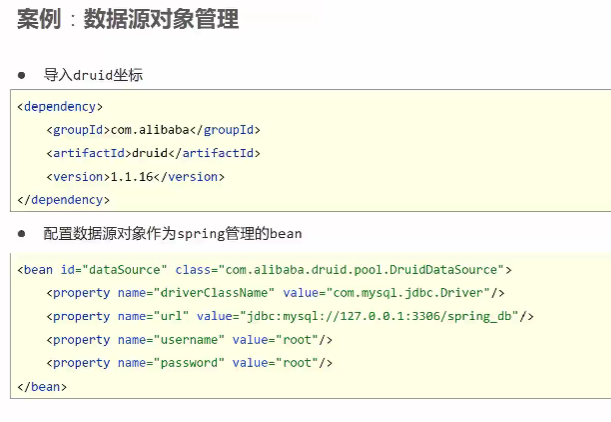 案例：数据源对象管理
● 导入druid坐标
<dependency>
    <groupId>com.alibaba</groupId>
    <artifactId>druid</artifactId>
    <version>1.1.16</version>
</dependency>
● 配置数据源对象作为spring管理的bean
<bean id="dataSource" class="com.alibaba.druid.pool.DruidDataSource">
    <property name="driverClassName" value="com.mysql.jdbc.Driver"/>
    <property name="url" value="jdbc:mysql://127.0.0.1:3306/spring_db"/>
    <property name="username" value="root"/>
    <property name="password" value="root"/>
</bean>